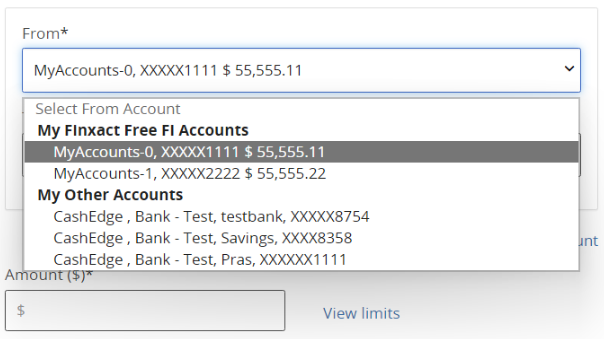 From*
MyAccounts-0, XXXXX1111 $ 55,555.11
Select From Account
My FInxact Free FI Accounts
MyAccounts-0, XXXXX1111 $ 55,555.11
MyAccounts-1, XXXXX2222 $ 55,555.22
My Other Accounts
CashEdge , Bank - Test, testbank, XXXXX8754
CashEdge , Bank - Test, Savings, XXXX8358
CashEdge , Bank - Test, Pras, XXXXXX1111
Amount ($)*
$
View limits